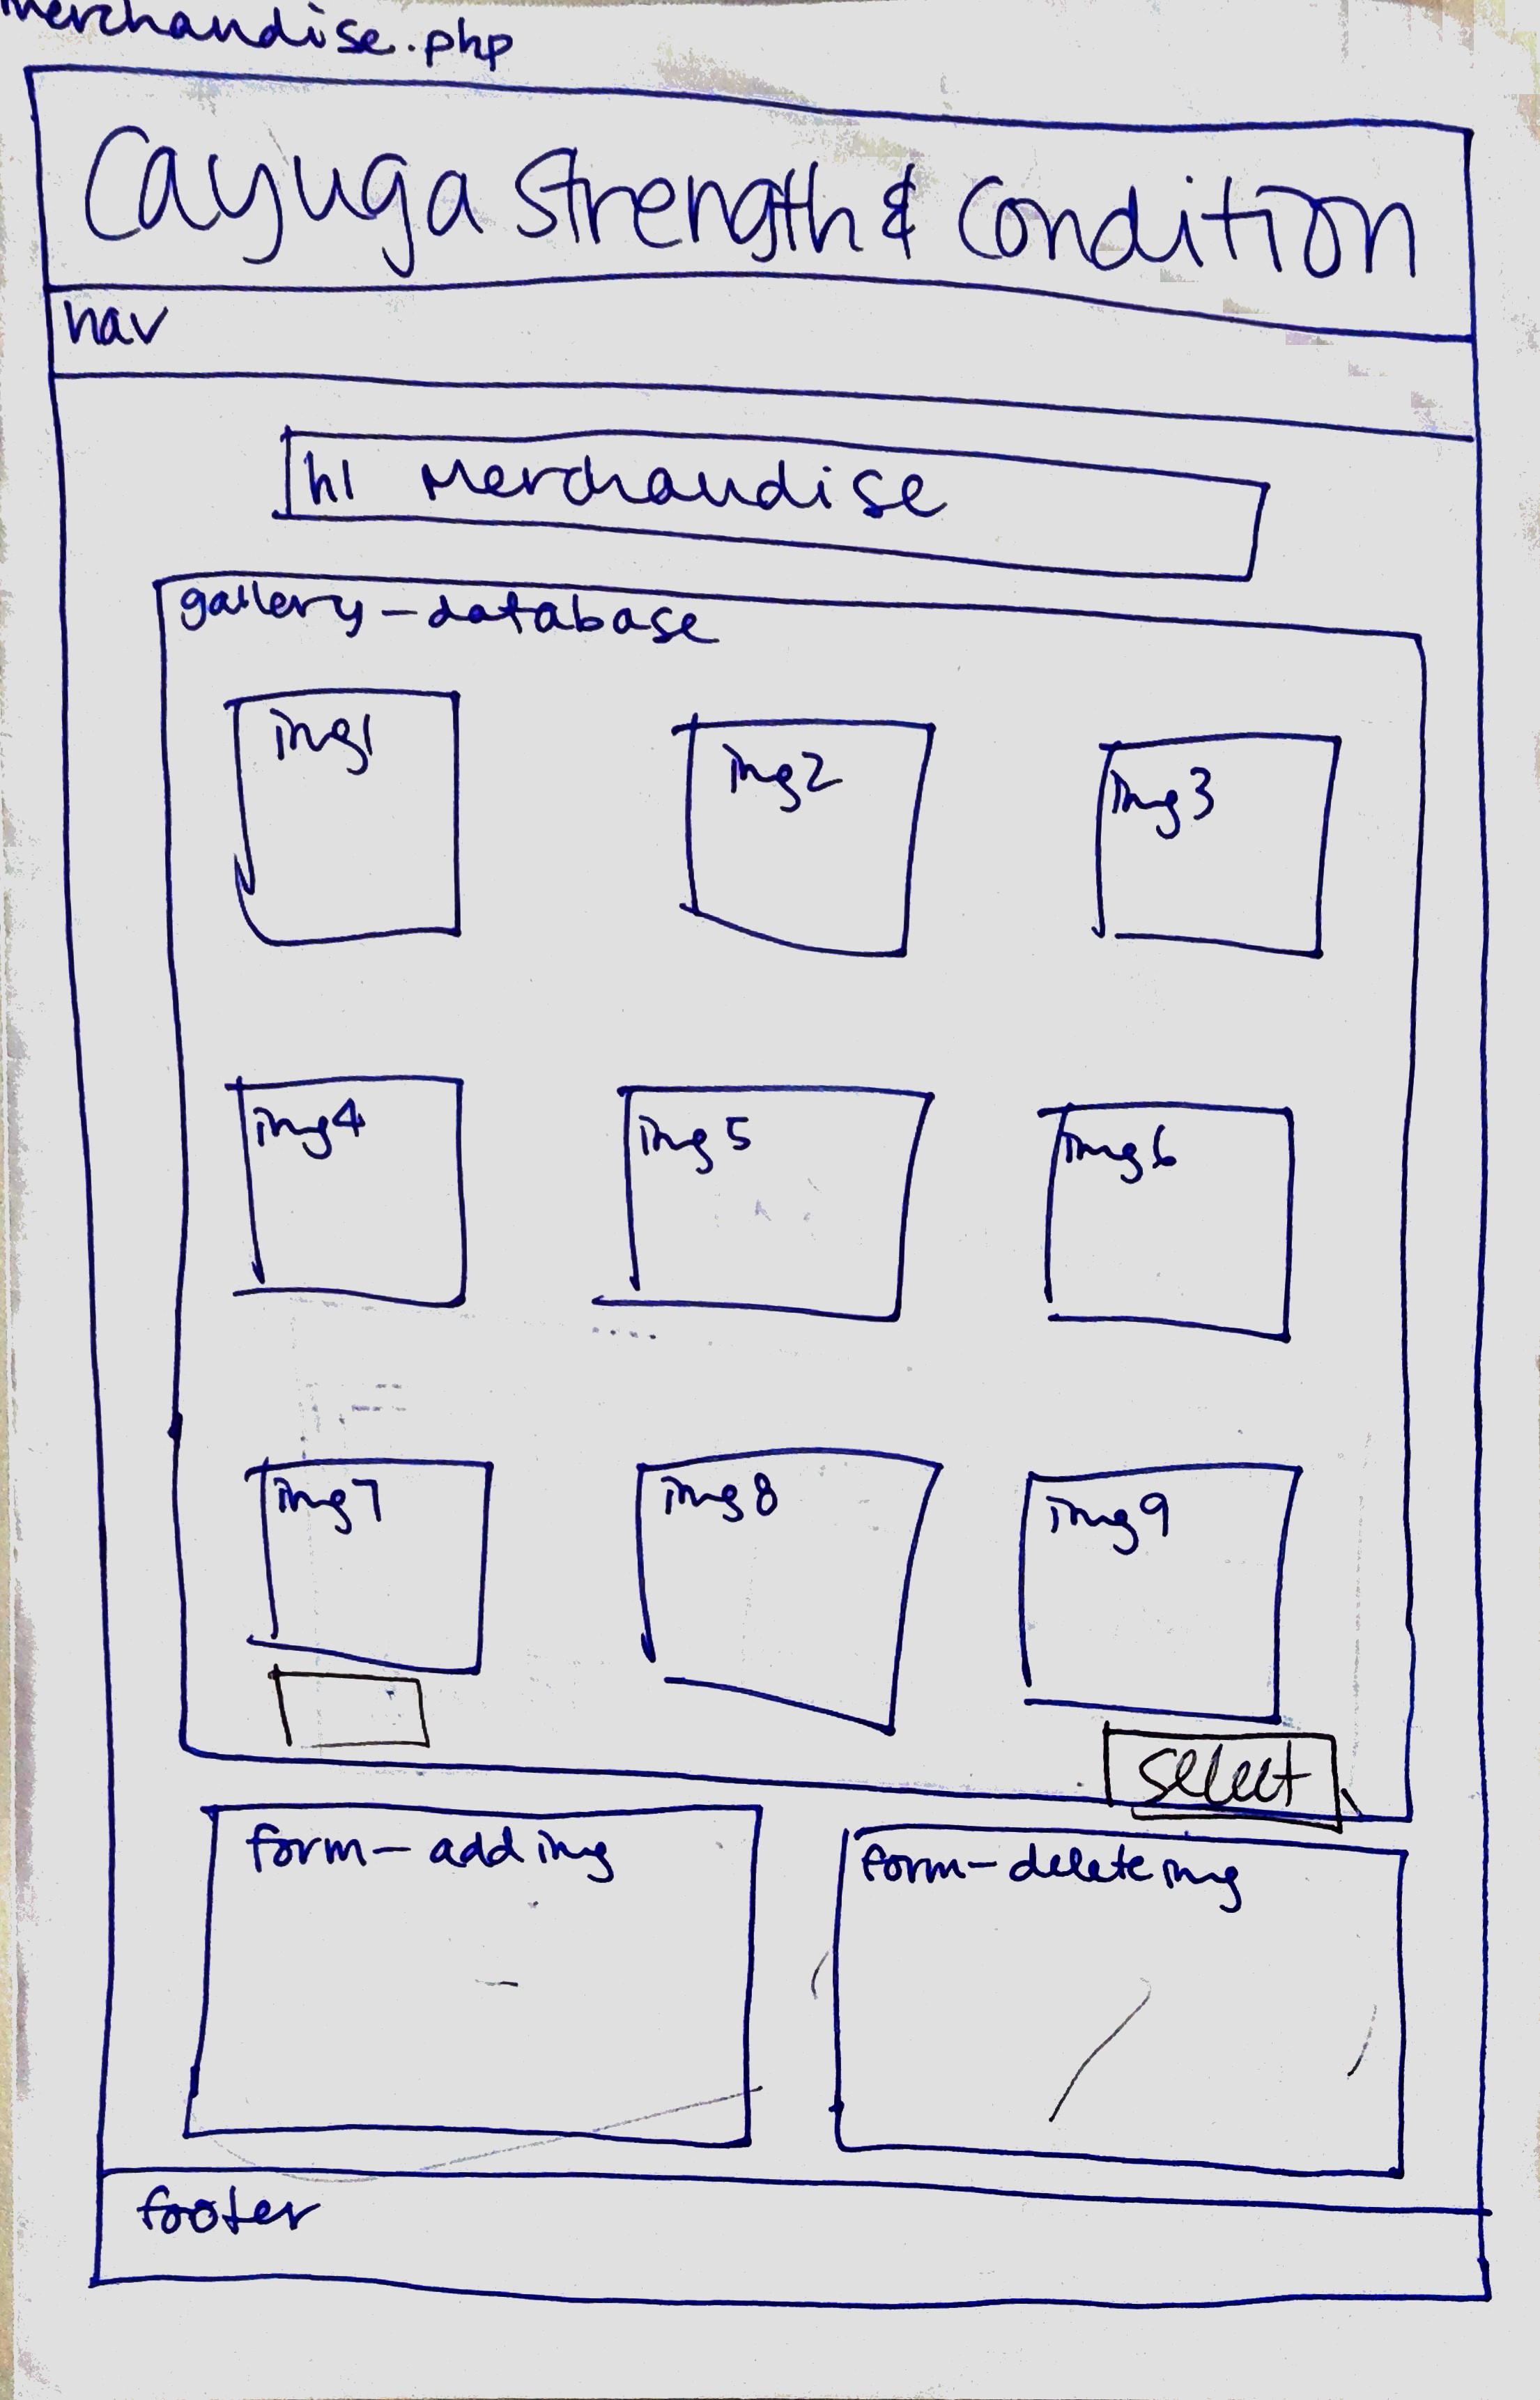 merchandise.php
Cayuga Strength & Condition
nav
h1 Merchandise
gallery-database
img1
img2
img3
img4
img5
img6
img7
img8
img9
select
form-add img
form-delete img
footer